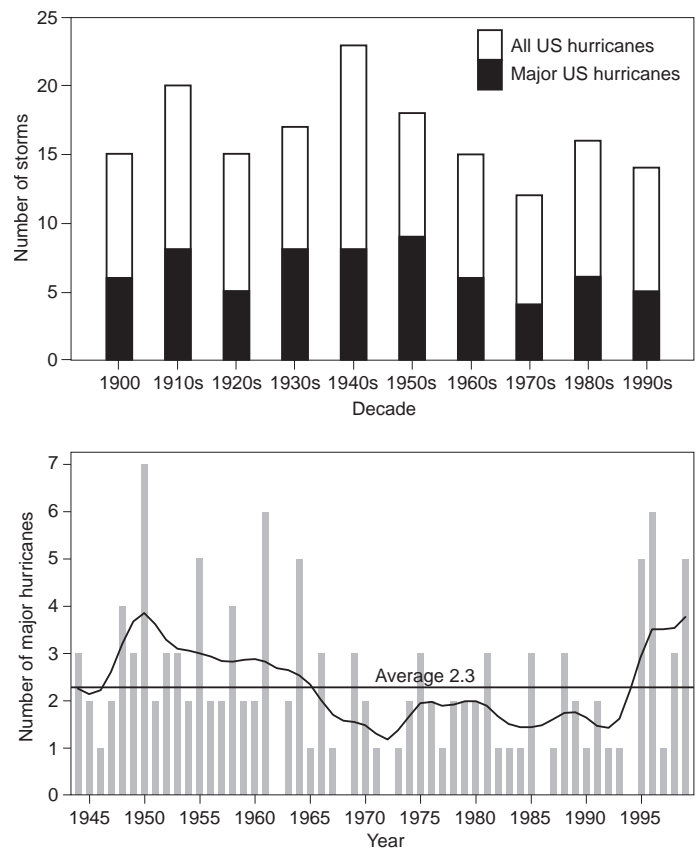 25
All US hurricanes
Major US hurricanes
20
15
10
5
0
Number of storms
1900 1910s 1920s 1930s 1940s 1950s 1960s 1970s 1980s 1990s
Decade
7
6
5
4
3
2
1
0
Number of major hurricanes
Average 2.3
1945 1950 1955 1960 1965 1970 1975 1980 1985 1990 1995
Year